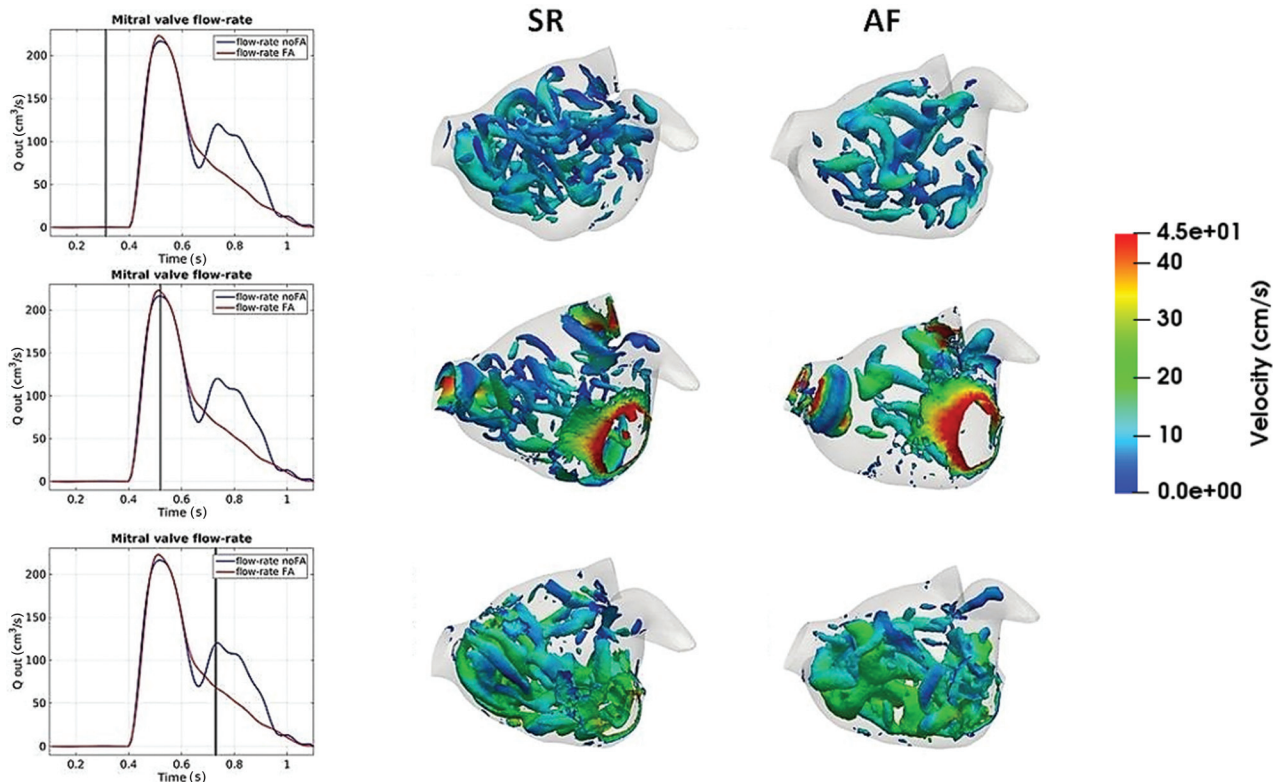 SR
AF
Mitral valve flow-rate
flow-rate noFA
flow-rate FA
200
150
100
50
0
Q out (cm³/s)
0.2
0.4
0.6
0.8
1
Time (s)
Mitral valve flow-rate
flow-rate noFA
flow-rate FA
200
150
100
50
0
Q out (cm³/s)
0.2
0.4
0.6
0.8
1
Time (s)
Mitral valve flow-rate
flow-rate noFA
flow-rate FA
200
150
100
50
0
Q out (cm³/s)
0.2
0.4
0.6
0.8
1
Time (s)
4.5e+01
40
30
20
10
0.0e+00
Velocity (cm/s)